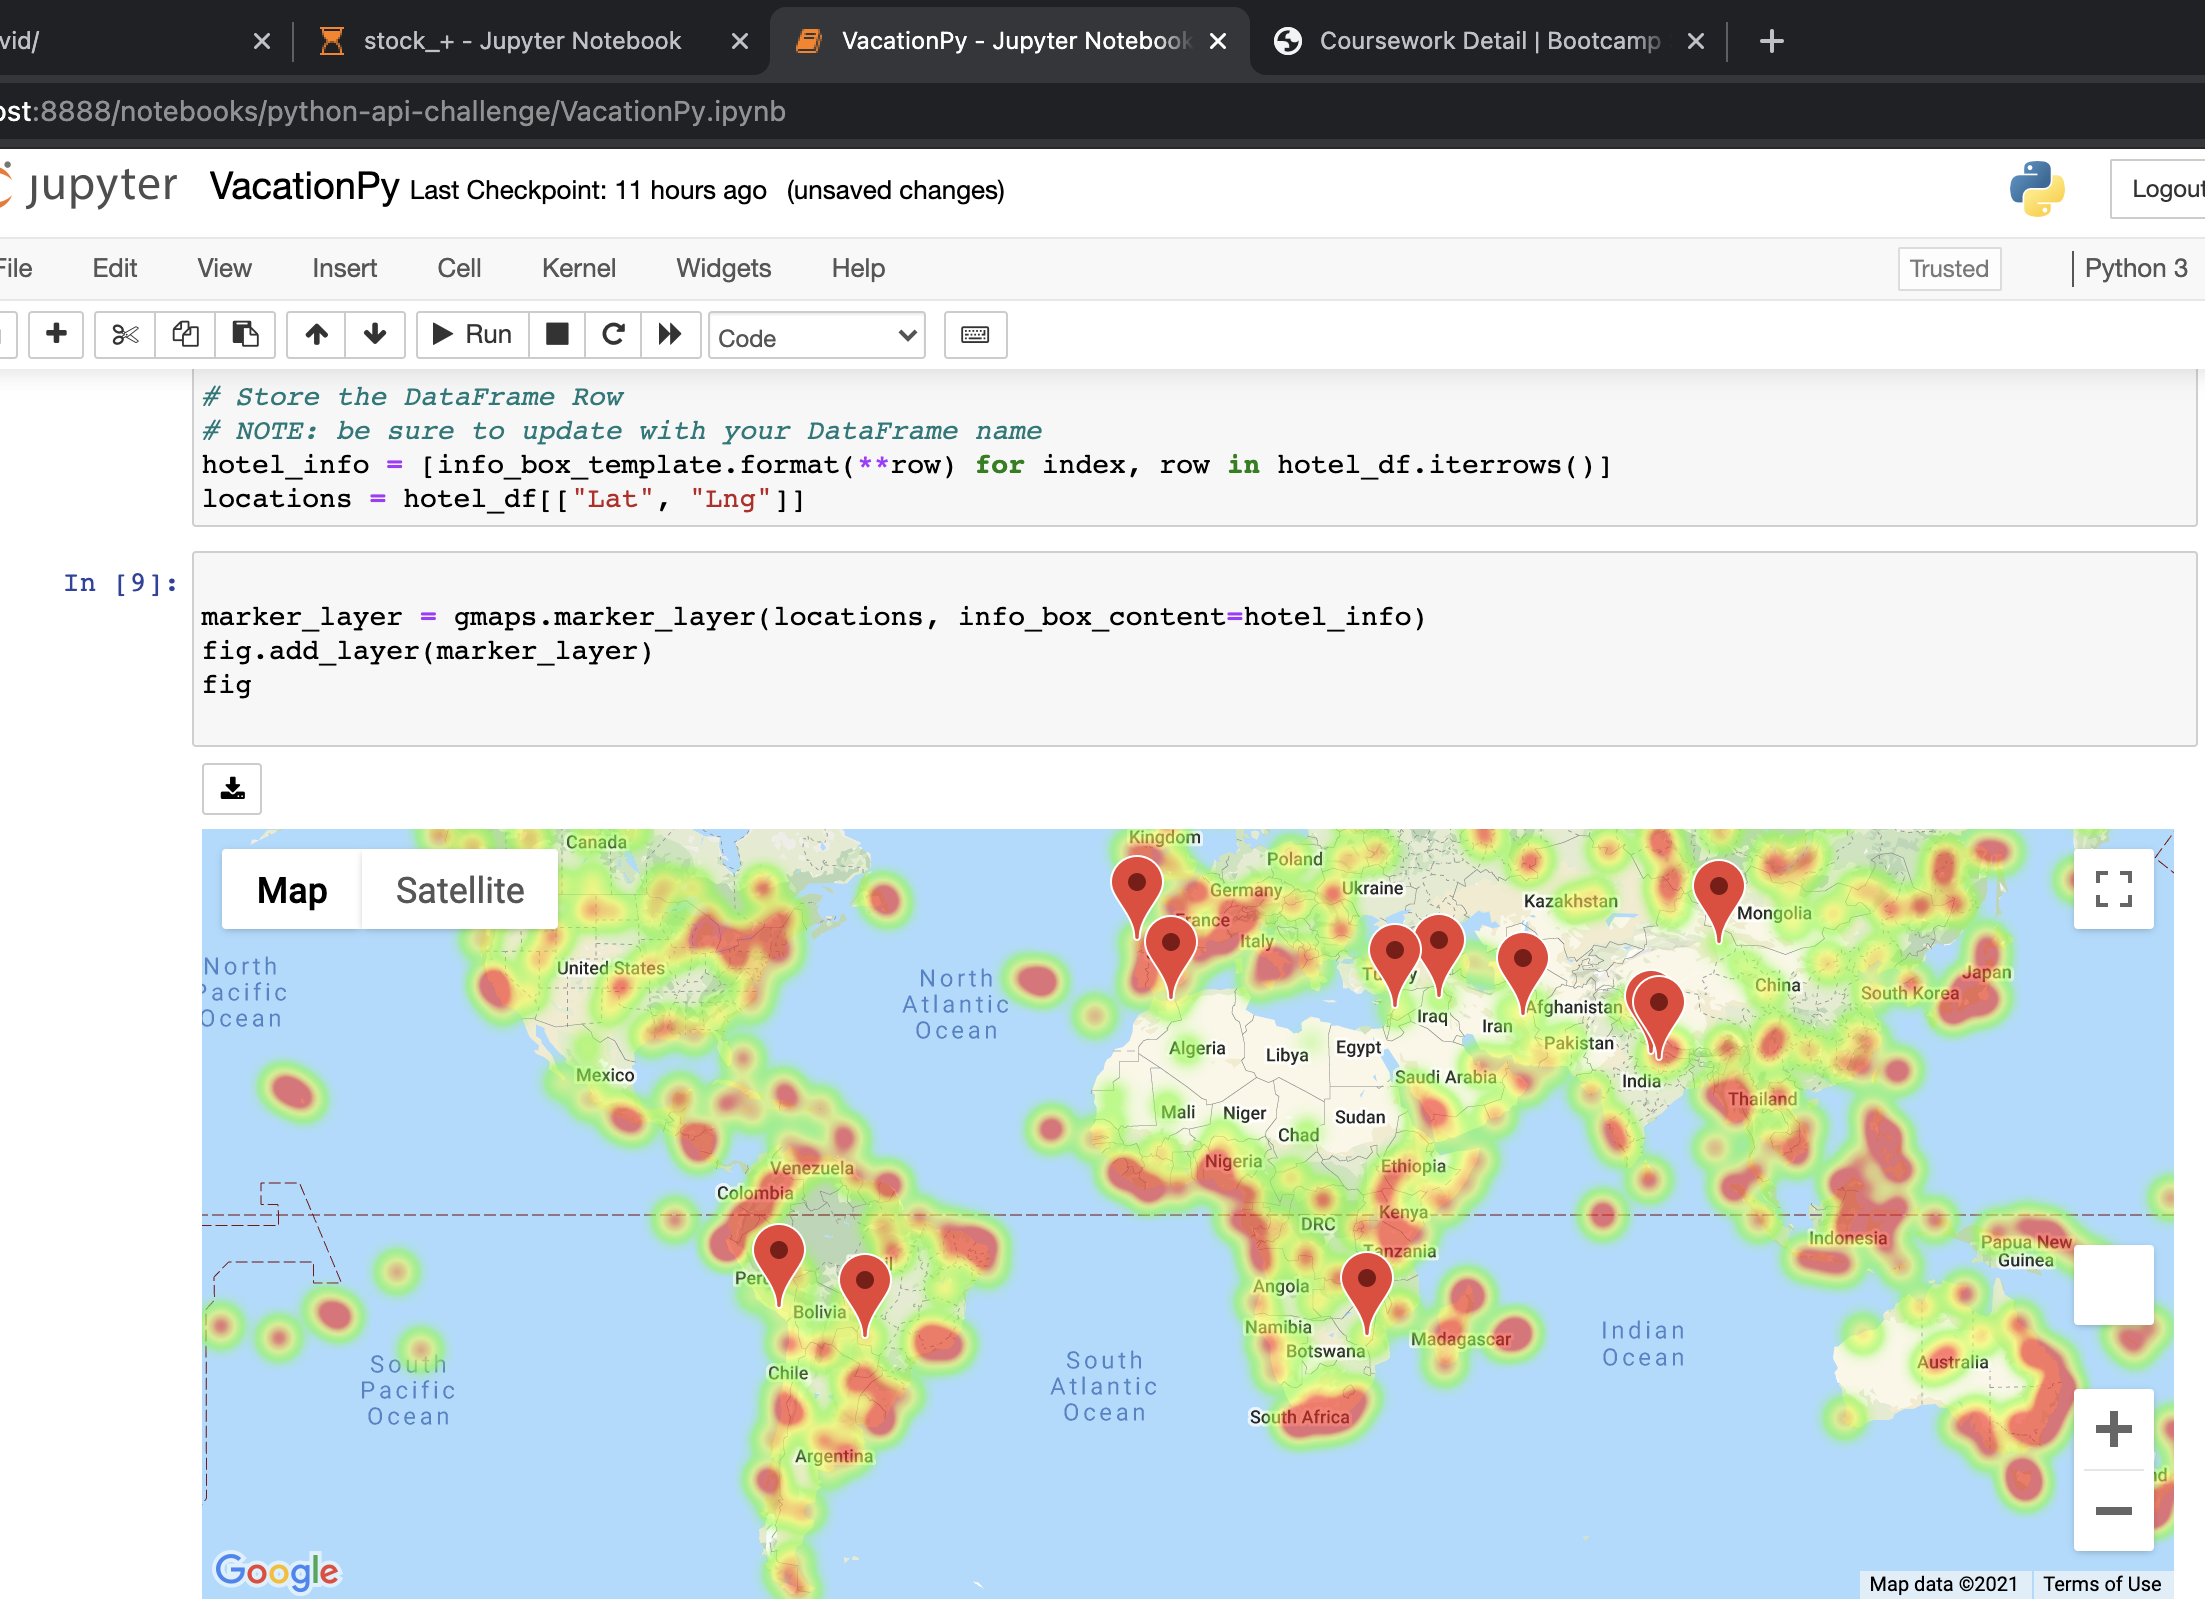 vid/
stock_+ - Jupyter Notebook
VacationPy - Jupyter Notebook
Coursework Detail | Bootcamp
ost:8888/notebooks/python-api-challenge/VacationPy.ipynb
jupyter VacationPy Last Checkpoint: 11 hours ago (unsaved changes)
Logout
File Edit View Insert Cell Kernel Widgets Help Trusted Python 3
Run Code
# Store the DataFrame Row
# NOTE: be sure to update with your DataFrame name
hotel_info = [info_box_template.format(**row) for index, row in hotel_df.iterrows()]
locations = hotel_df[["Lat", "Lng"]]
In [9]:
marker_layer = gmaps.marker_layer(locations, info_box_content=hotel_info)
fig.add_layer(marker_layer)
fig
Map Satellite
Canada
Kingdom
Poland
Germany
Ukraine
Kazakhstan
France
Mongolia
Italy
United States
North
Pacific
Ocean
North
Atlantic
Ocean
Japan
China
South Korea
Afghanistan
Iraq
Iran
Algeria
Libya
Egypt
Pakistan
Mexico
Saudi Arabia
India
Mali
Niger
Sudan
Thailand
Chad
Nigeria
Venezuela
Ethiopia
Colombia
Kenya
DRC
Indonesia
Papua New
Guinea
Tanzania
Peru
Angola
Bolivia
Namibia
Madagascar
Botswana
Indian
Ocean
South
Pacific
Ocean
South
Atlantic
Ocean
Chile
Australia
South Africa
Argentina
nd
Google
Map data ©2021 Terms of Use